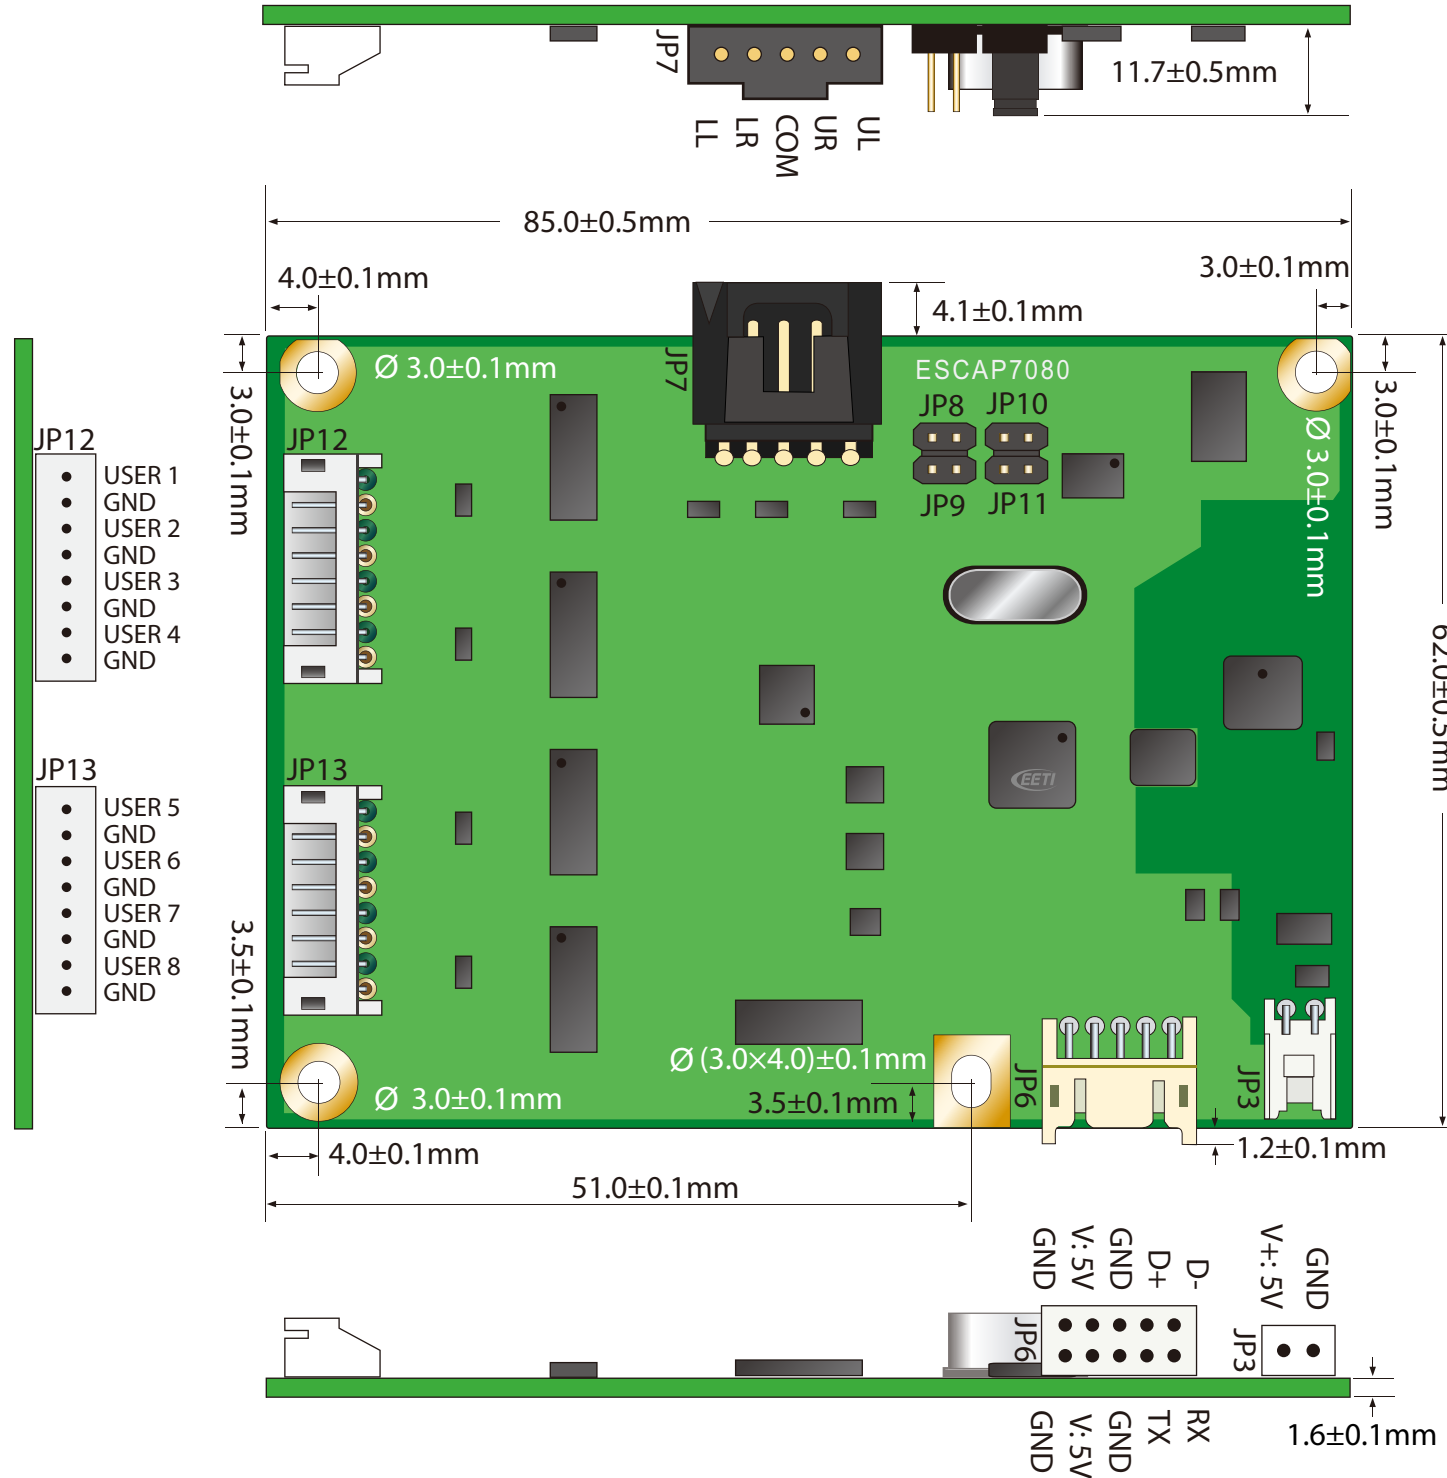 JP7
11.7±0.5mm
LL
LR
COM
UR
UL
85.0±0.5mm
4.0±0.1mm
3.0±0.1mm
4.1±0.1mm
Ø 3.0±0.1mm
JP7
ESCAP7080
JP8 JP10
JP9 JP11
3.0±0.1mm
3.0±0.1mm
Ø 3.0±0.1mm
JP12
USER 1
GND
USER 2
GND
USER 3
GND
USER 4
GND
JP12
62.0±0.5mm
JP13
USER 5
GND
USER 6
GND
USER 7
GND
USER 8
GND
JP13
EETI
3.5±0.1mm
Ø (3.0×4.0)±0.1mm
3.5±0.1mm
Ø 3.0±0.1mm
JP6
JP3
4.0±0.1mm
1.2±0.1mm
51.0±0.1mm
GND
V: 5V
GND
D+
D-
V+: 5V
GND
JP6
JP3
GND
V: 5V
GND
TX
RX
1.6±0.1mm